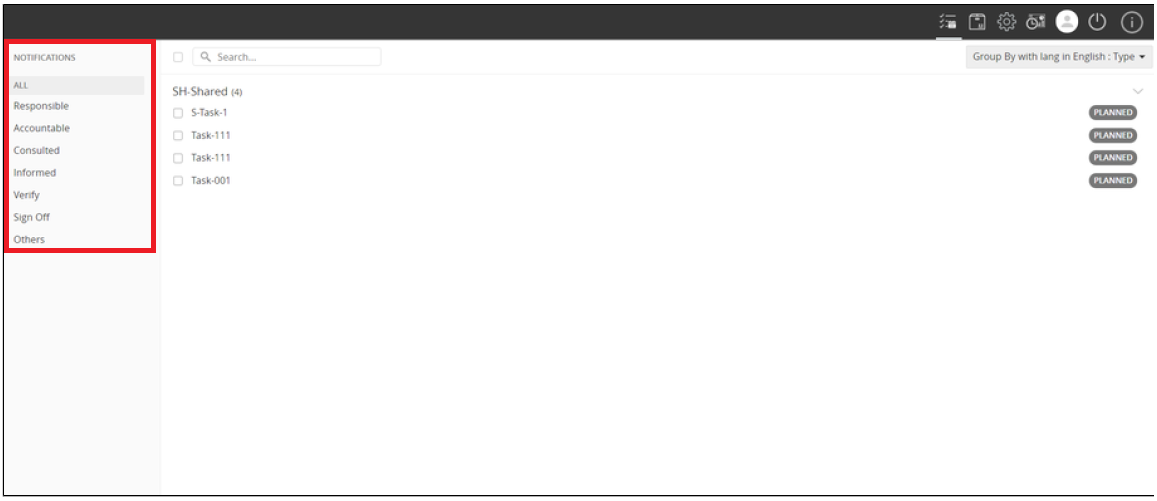 NOTIFICATIONS
ALL
Responsible
Accountable
Consulted
Informed
Verify
Sign Off
Others
Search...
Group By with lang in English : Type
SH-Shared (4)
S-Task-1 PLANNED
Task-111 PLANNED
Task-111 PLANNED
Task-001 PLANNED